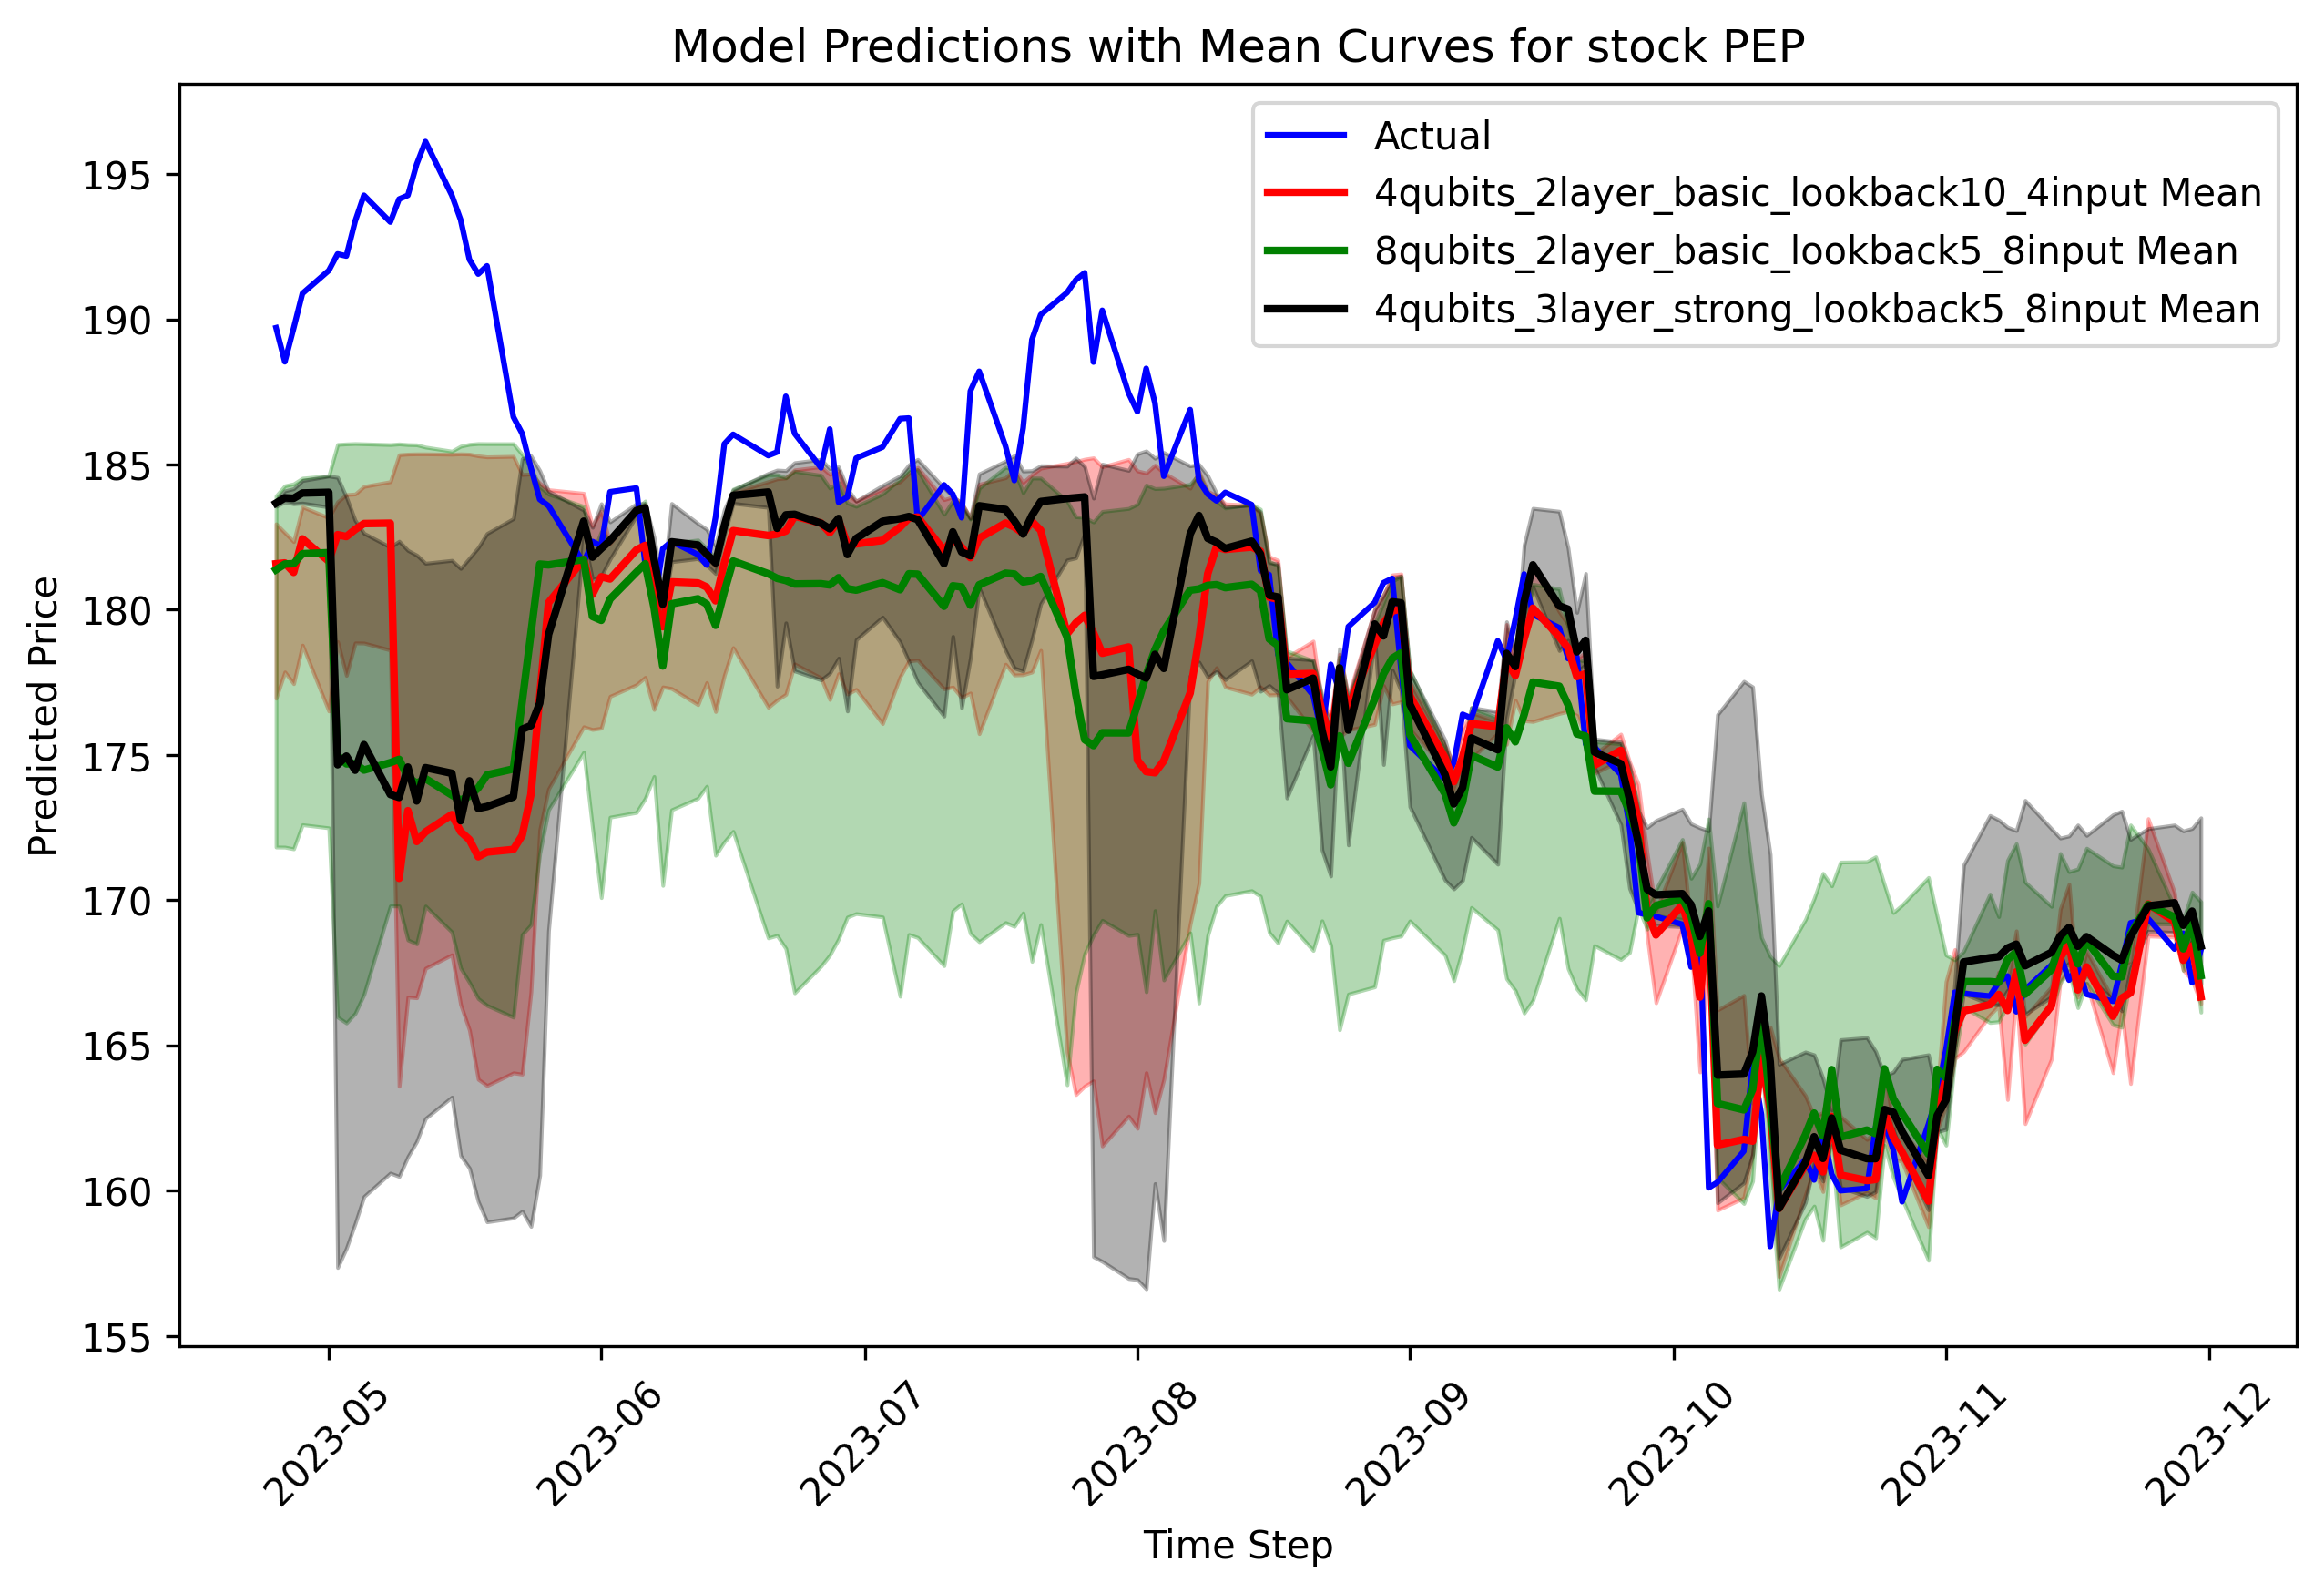 Model Predictions with Mean Curves for stock PEP
Actual
4qubits_2layer_basic_lookback10_4input Mean
8qubits_2layer_basic_lookback5_8input Mean
4qubits_3layer_strong_lookback5_8input Mean
Predicted Price
195
190
185
180
175
170
165
160
155
2023-05
2023-06
2023-07
2023-08
2023-09
2023-10
2023-11
2023-12
Time Step